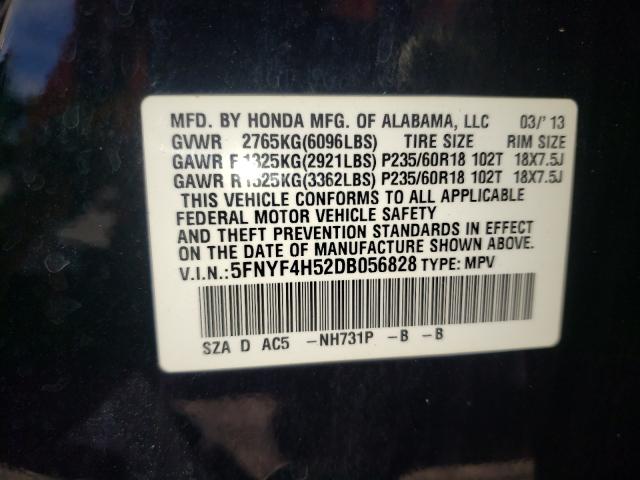 MFD. BY HONDA MFG. OF ALABAMA, LLC 03/'13
GVWR 2765KG(6096LBS) TIRE SIZE RIM SIZE
GAWR F 1325KG(2921LBS) P235/60R18 102T 18X7.5J
GAWR R 1525KG(3362LBS) P235/60R18 102T 18X7.5J
THIS VEHICLE CONFORMS TO ALL APPLICABLE
FEDERAL MOTOR VEHICLE SAFETY
AND THEFT PREVENTION STANDARDS IN EFFECT
ON THE DATE OF MANUFACTURE SHOWN ABOVE.
V.I.N.: 5FNYF4H52DB056828 TYPE: MPV
SZA D AC5 -NH731P -B -B